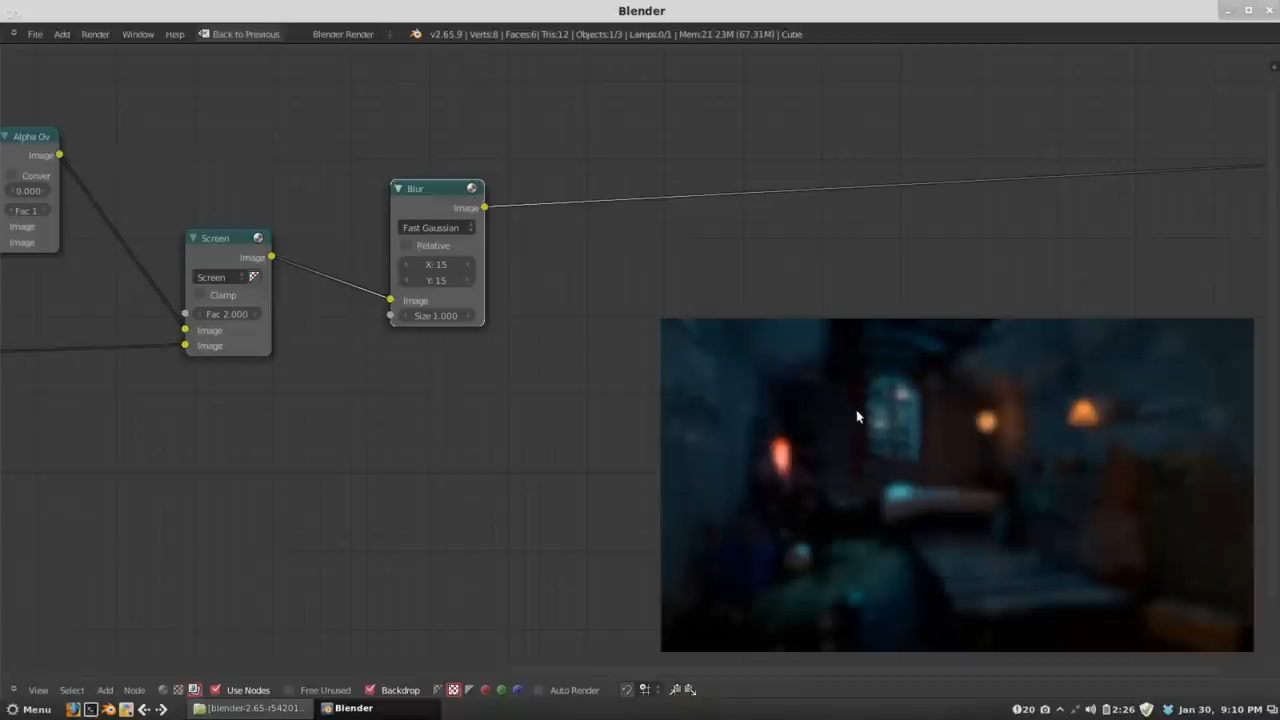 Blender
File Add Render Window Help Back to Previous Blender Render v2.65.9 | Verts:8 | Faces:6| Tris:12 | Objects:1/3 | Lamps:0/1 | Mem:21.23M (67.31M) | Cube
Alpha Ov
Image
Conver
0.000
Fac 1
Image
Image
Screen
Image
Screen
Clamp
Fac 2.000
Image
Image
Blur
Image
Fast Gaussian
Relative
X: 15
Y: 15
Image
Size 1.000
View Select Add Node Use Nodes Free Unused Backdrop Auto Render
Menu [blender-2.65-r54201... Blender 20 2:26 Jan 30, 9:10 PM